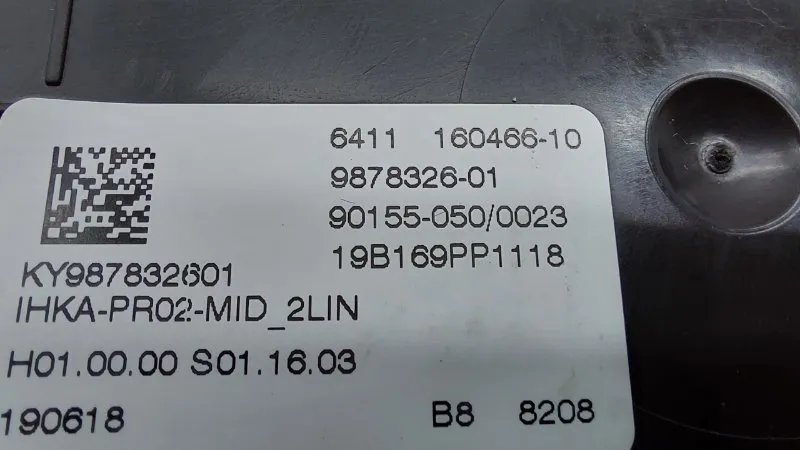 6411 160466-10
9878326-01
90155-050/0023
19B169PP1118
KY987832601
IHKA-PR02-MID_2LIN
H01.00.00 S01.16.03
190618 B8 8208